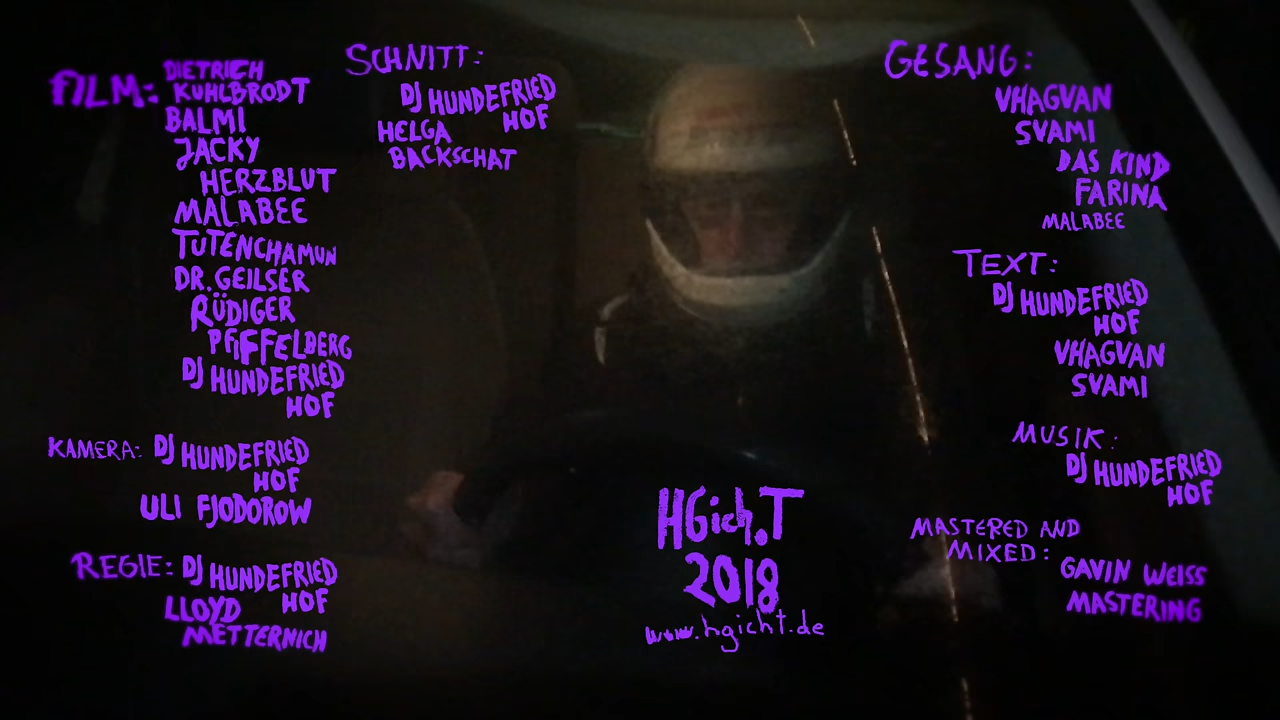 FILM: DIETRICH
KUHLBRODT
BALMI
JACKY
HERZBLUT
MALABEE
TUTENCHAMUN
DR. GEILSER
RÜDIGER
PFIFFELBERG
DJ HUNDEFRIED
HOF
KAMERA: DJ HUNDEFRIED
HOF
ULI FJODOROW
REGIE: DJ HUNDEFRIED
HOF
LLOYD
METTERNICH
SCHNITT:
DJ HUNDEFRIED
HOF
HELGA
BACKSCHAT
HGich.T
2018
www.hgicht.de
GESANG:
VHAGVAN
SVAMI
DAS KIND
FARINA
MALABEE
TEXT:
DJ HUNDEFRIED
HOF
VHAGVAN
SVAMI
MUSIK:
DJ HUNDEFRIED
HOF
MASTERED AND
MIXED:
GAVIN WEISS
MASTERING